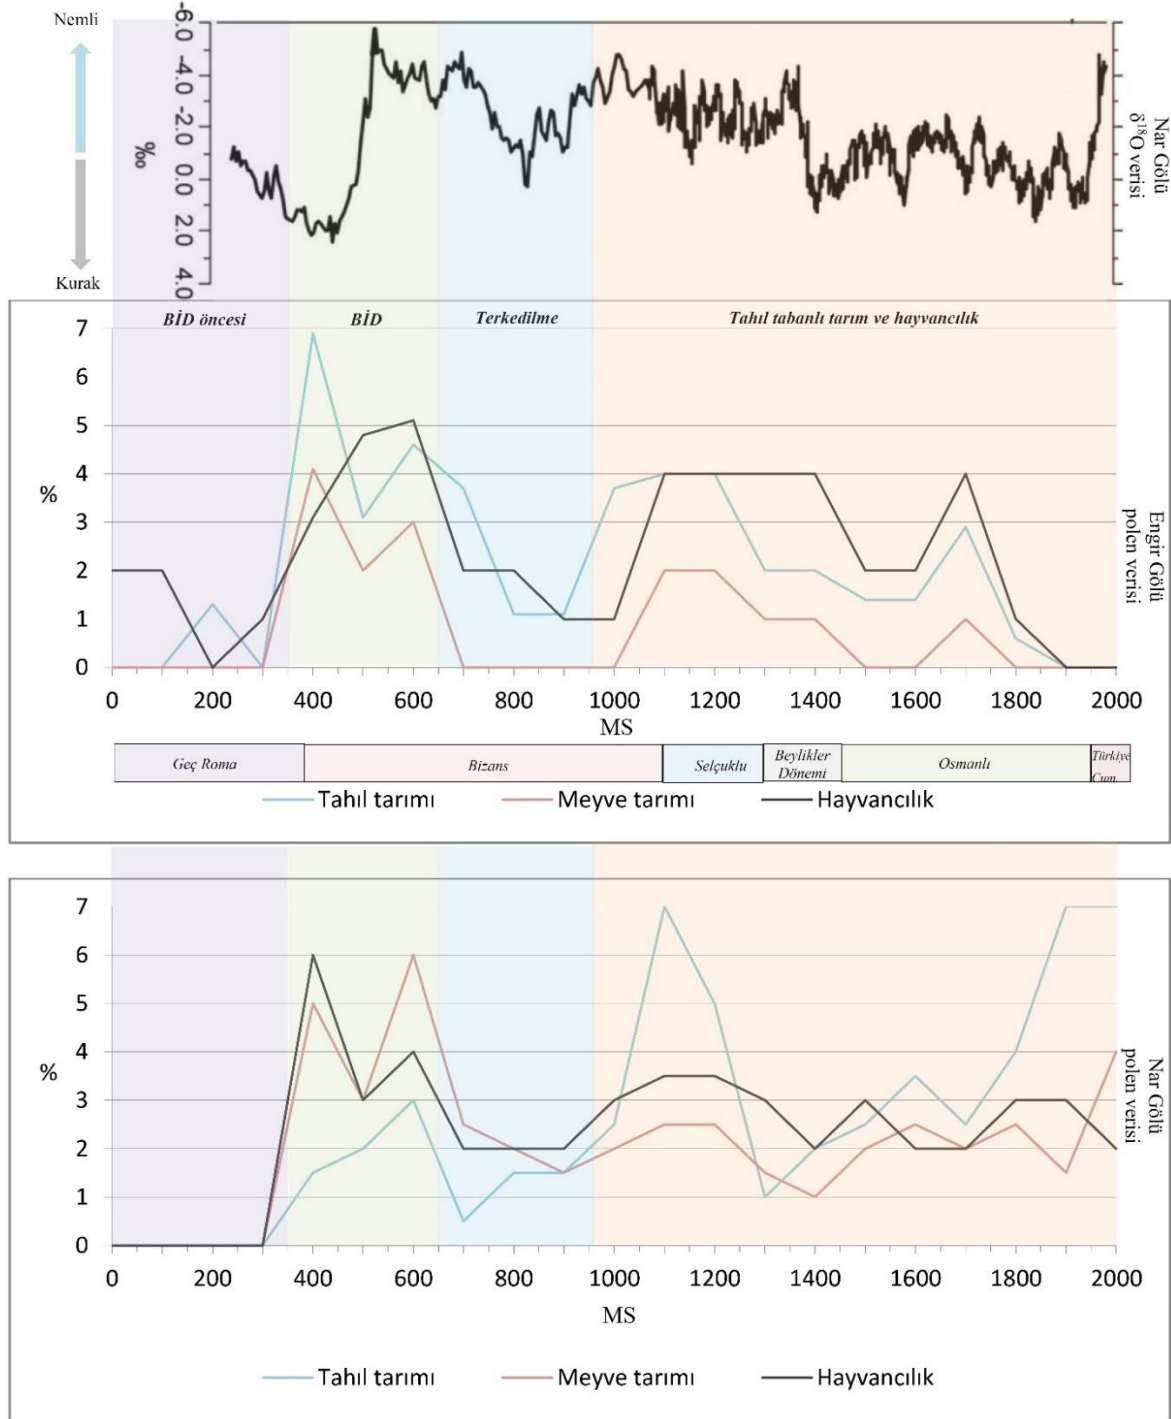 Nemli
Kurak
-6.0
-4.0
-2.0
0.0
2.0
4.0
‰
Nar Gölü
δ¹⁸O verisi
BİD öncesi
BİD
Terkedilme
Tahıl tabanlı tarım ve hayvancılık
7
6
5
4
3
2
1
0
%
Engir Gölü
polen verisi
0 200 400 600 800 1000 1200 1400 1600 1800 2000
MS
Geç Roma
Bizans
Selçuklu
Beylikler
Dönemi
Osmanlı
Türkiye
Cum.
Tahıl tarımı Meyve tarımı Hayvancılık
7
6
5
4
3
2
1
0
%
Nar Gölü
polen verisi
0 200 400 600 800 1000 1200 1400 1600 1800 2000
MS
Tahıl tarımı Meyve tarımı Hayvancılık